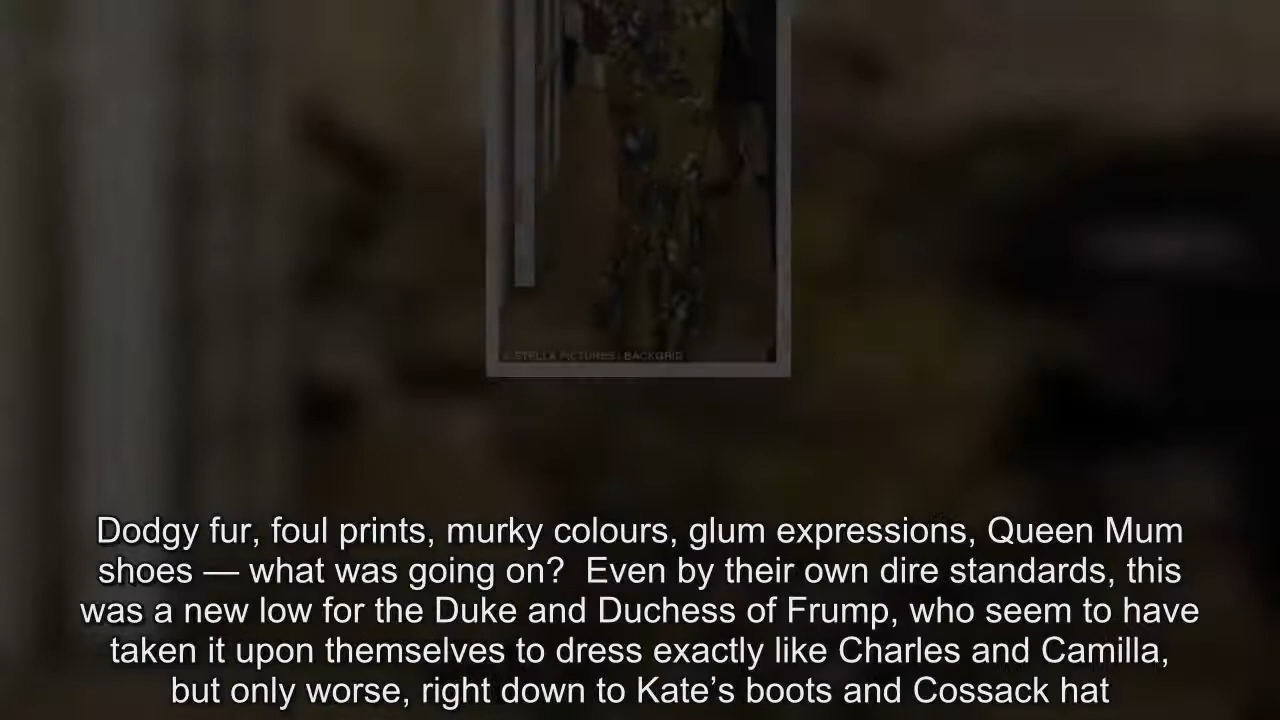 © STELLA PICTURES / BACKGRID
Dodgy fur, foul prints, murky colours, glum expressions, Queen Mum
shoes — what was going on?  Even by their own dire standards, this
was a new low for the Duke and Duchess of Frump, who seem to have
taken it upon themselves to dress exactly like Charles and Camilla,
but only worse, right down to Kate’s boots and Cossack hat